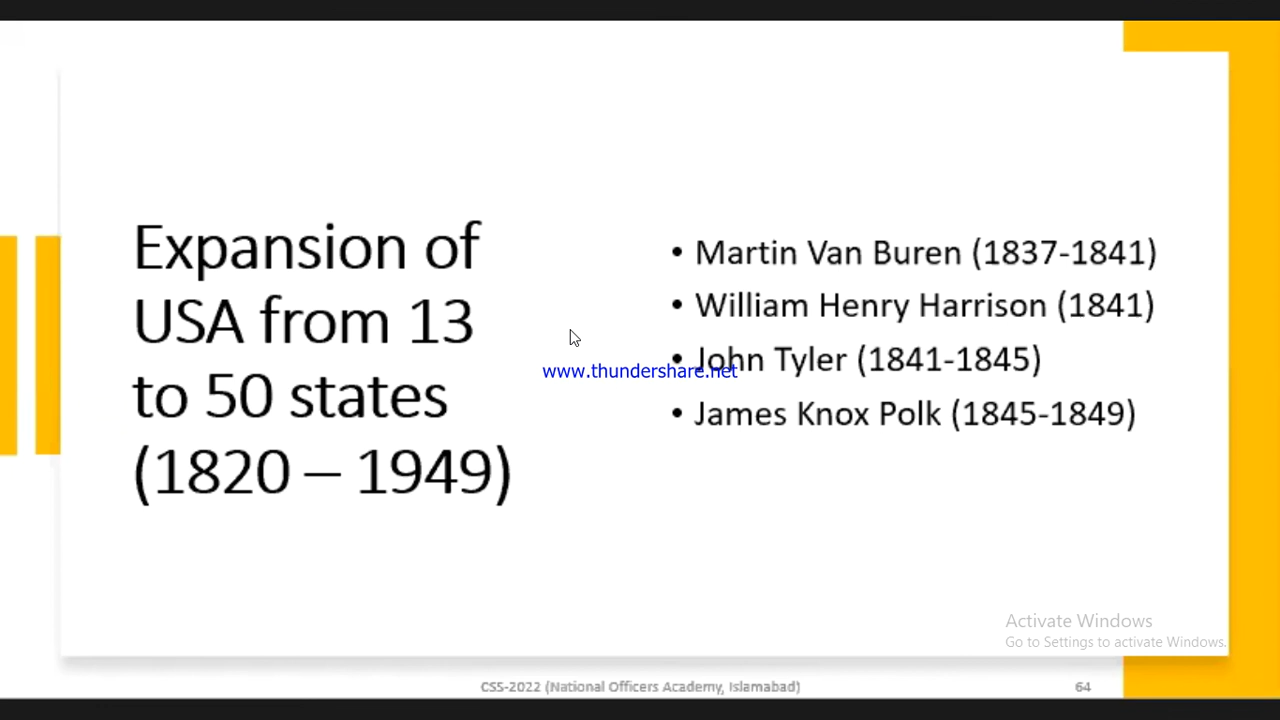 Expansion of
USA from 13
to 50 states
(1820 – 1949)
• Martin Van Buren (1837-1841)
• William Henry Harrison (1841)
• John Tyler (1841-1845)
• James Knox Polk (1845-1849)
www.thundershare.net
Activate Windows
Go to Settings to activate Windows.
CSS-2022 (National Officers Academy, Islamabad)
64